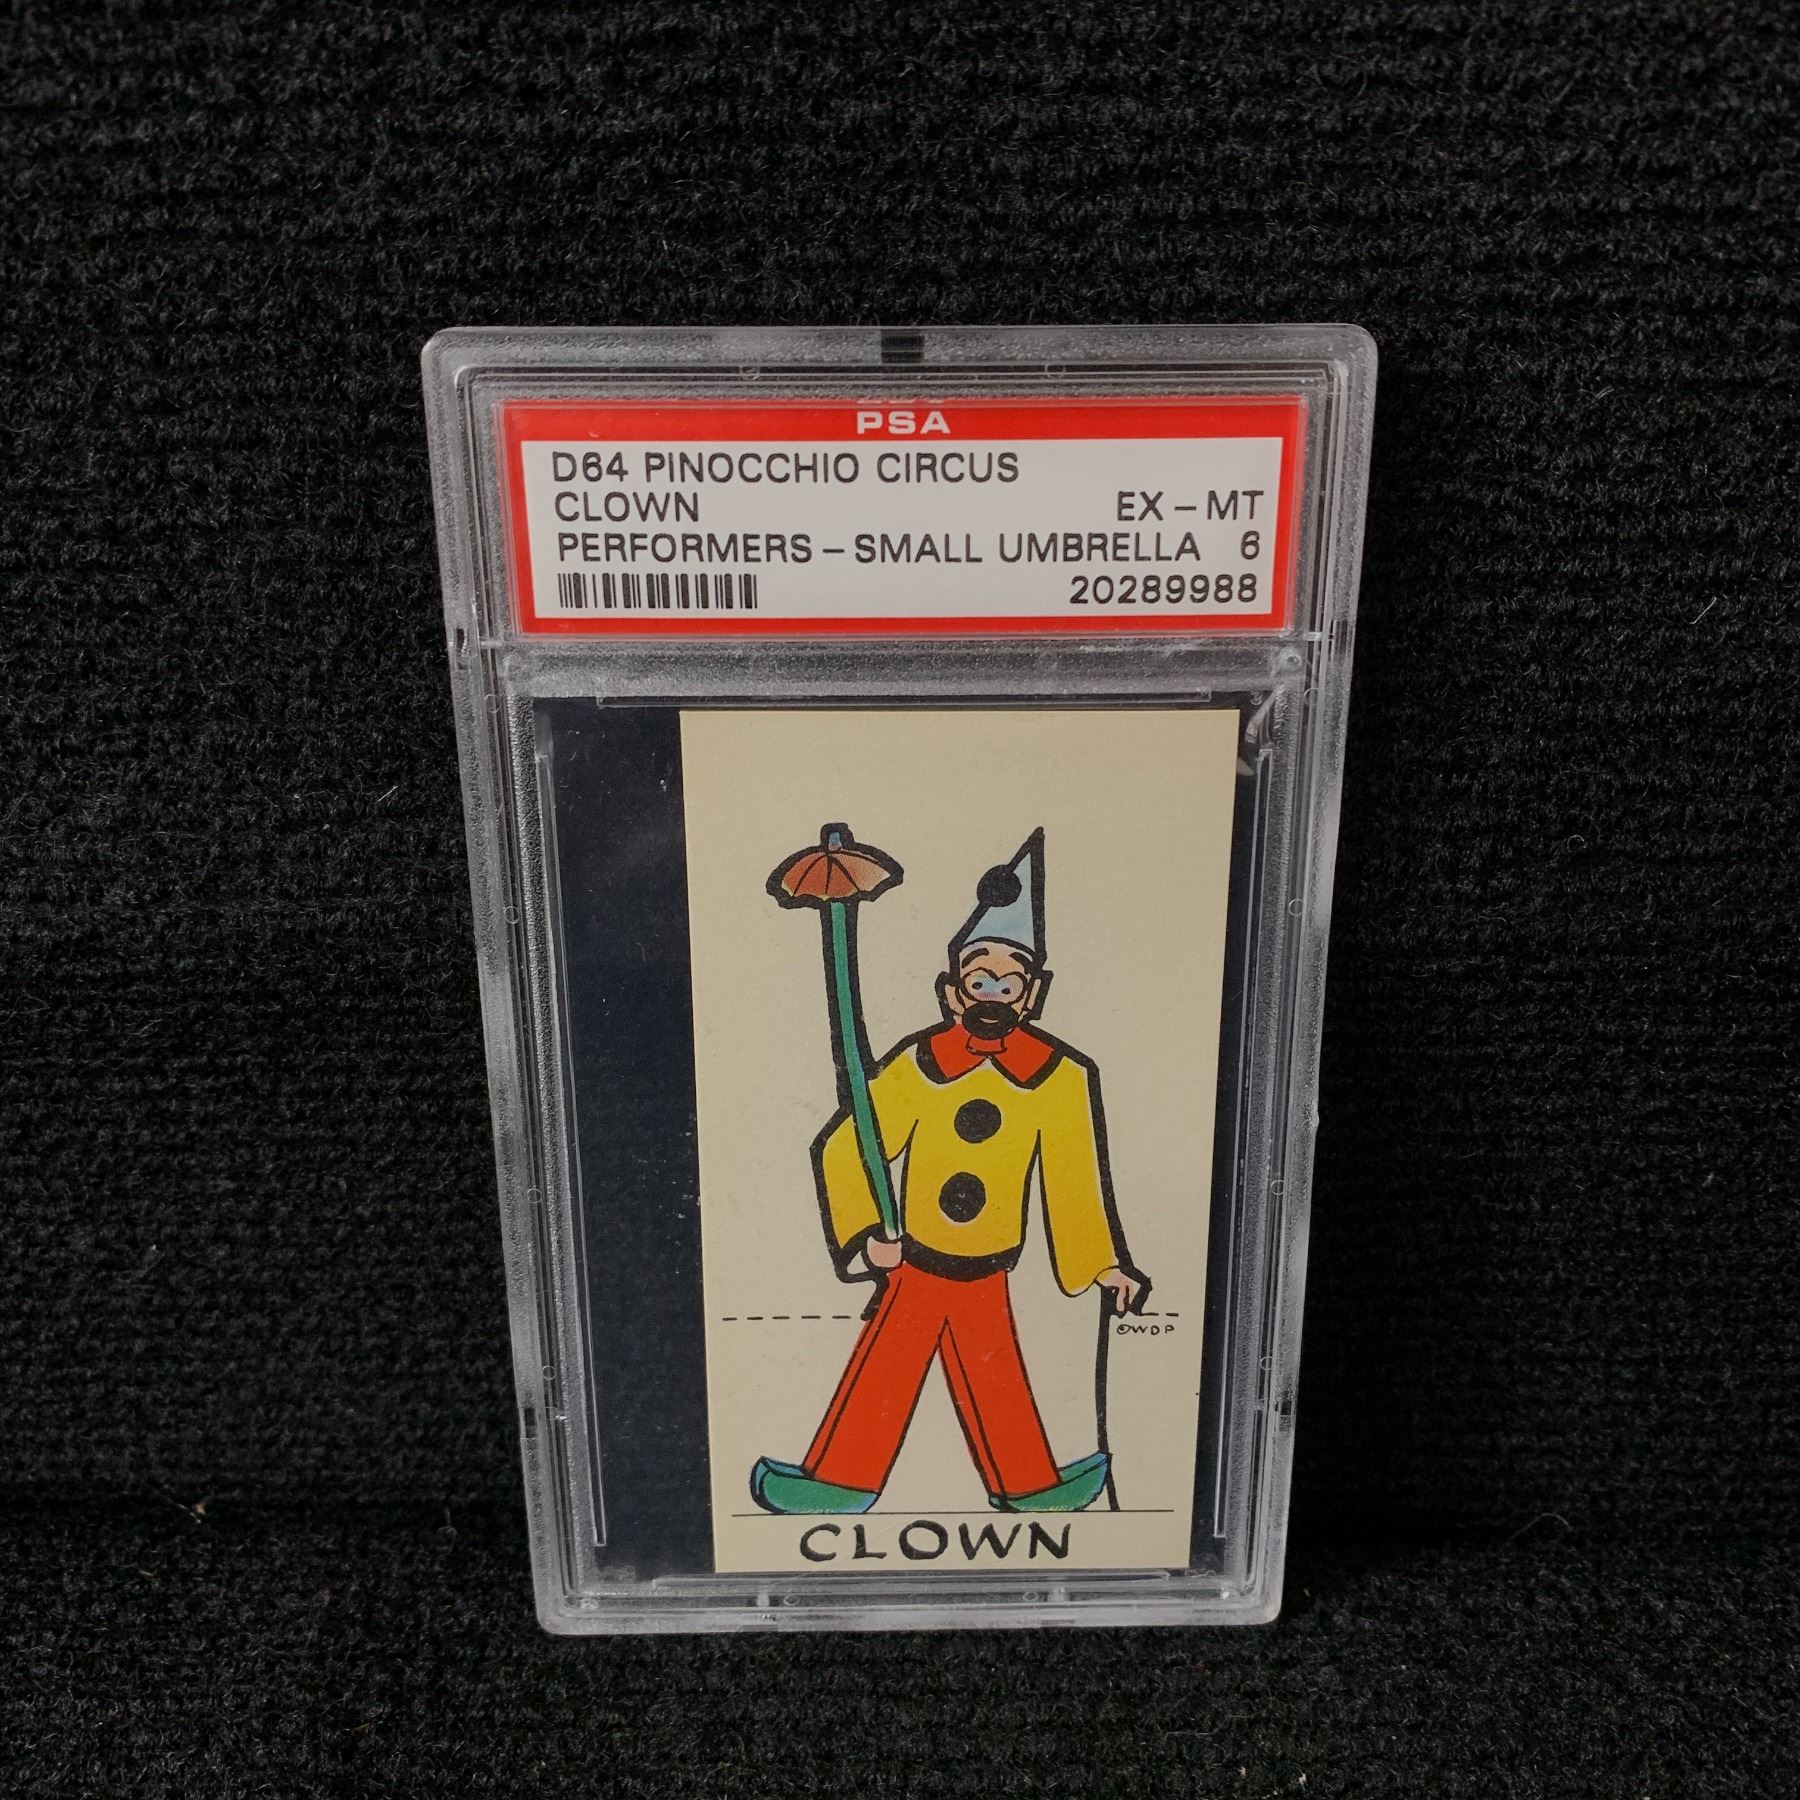 PSA
D64 PINOCCHIO CIRCUS
CLOWN EX-MT
PERFORMERS-SMALL UMBRELLA 6
20289988
©WDP
CLOWN